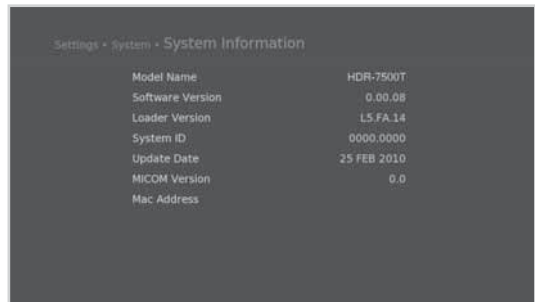 Settings • System • System Information
Model Name HDR-7500T
Software Version 0.00.08
Loader Version L5.FA.14
System ID 0000.0000
Update Date 25 FEB 2010
MICOM Version 0.0
Mac Address